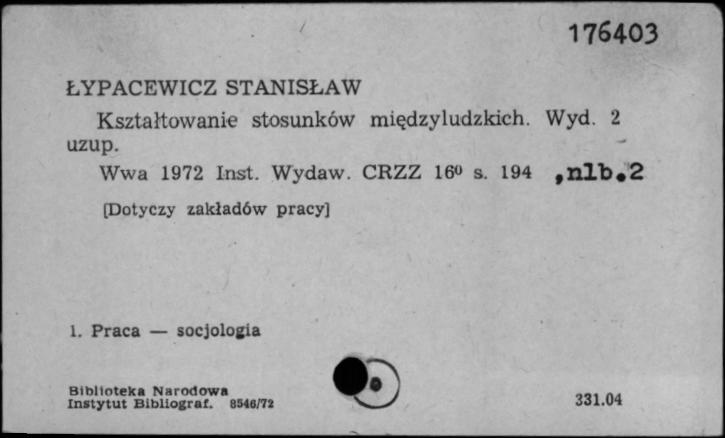 176403
ŁYPACEWICZ STANISŁAW
Kształtowanie stosunków międzyludzkich. Wyd. 2
uzup.
Wwa 1972 Inst. Wydaw. CRZZ 16⁰ s. 194 ,nlb.2
[Dotyczy zakładów pracy]
1. Praca — socjologia
Biblioteka Narodowa
Instytut Bibliograf. 8546/72
331.04